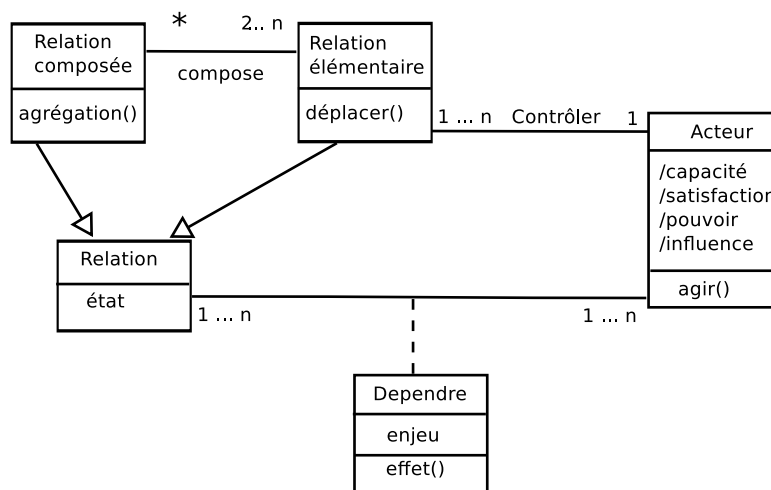 Relation
composée
agrégation()
*
2.. n
compose
Relation
élémentaire
déplacer()
1 ... n
Contrôler
1
Acteur
/capacité
/satisfaction
/pouvoir
/influence
agir()
Relation
état
1 ... n
1 ... n
Dependre
enjeu
effet()